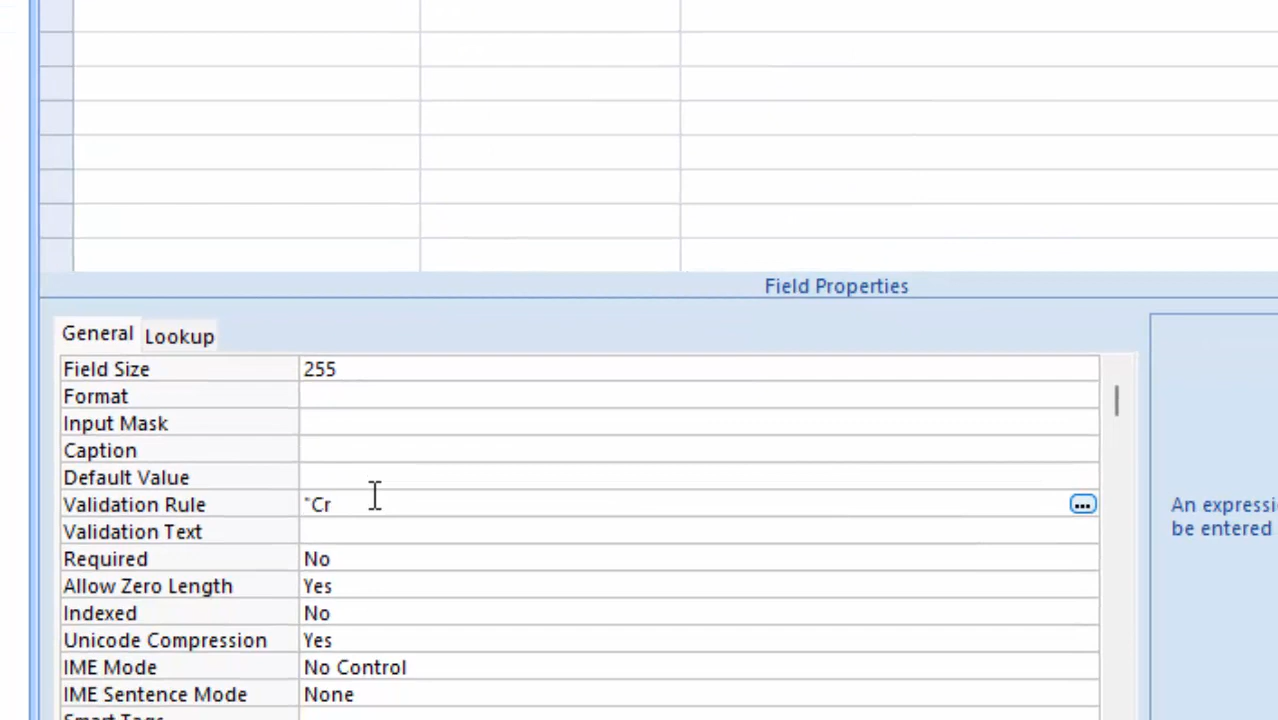 Field Properties
General Lookup
Field Size 255
Format
Input Mask
Caption
Default Value
Validation Rule "Cr ...
An expressi
Validation Text
be entered
Required No
Allow Zero Length Yes
Indexed No
Unicode Compression Yes
IME Mode No Control
IME Sentence Mode None
Smart Tags